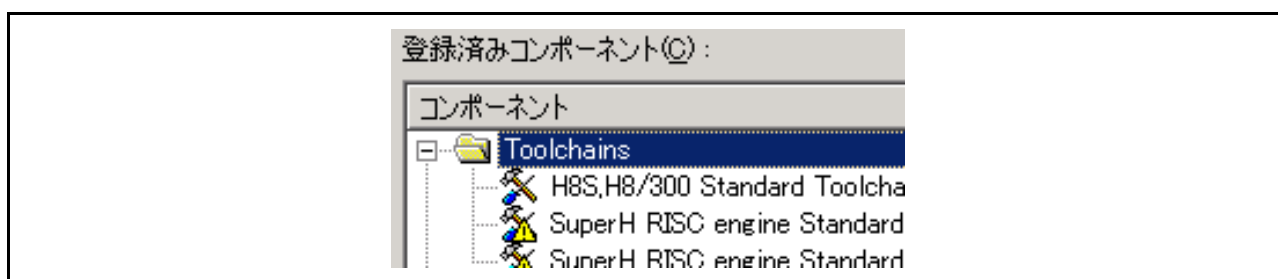 登録済みコンポーネント(C):
コンポーネント
Toolchains
H8S,H8/300 Standard Toolcha
SuperH RISC engine Standard
SuperH RISC engine Standard